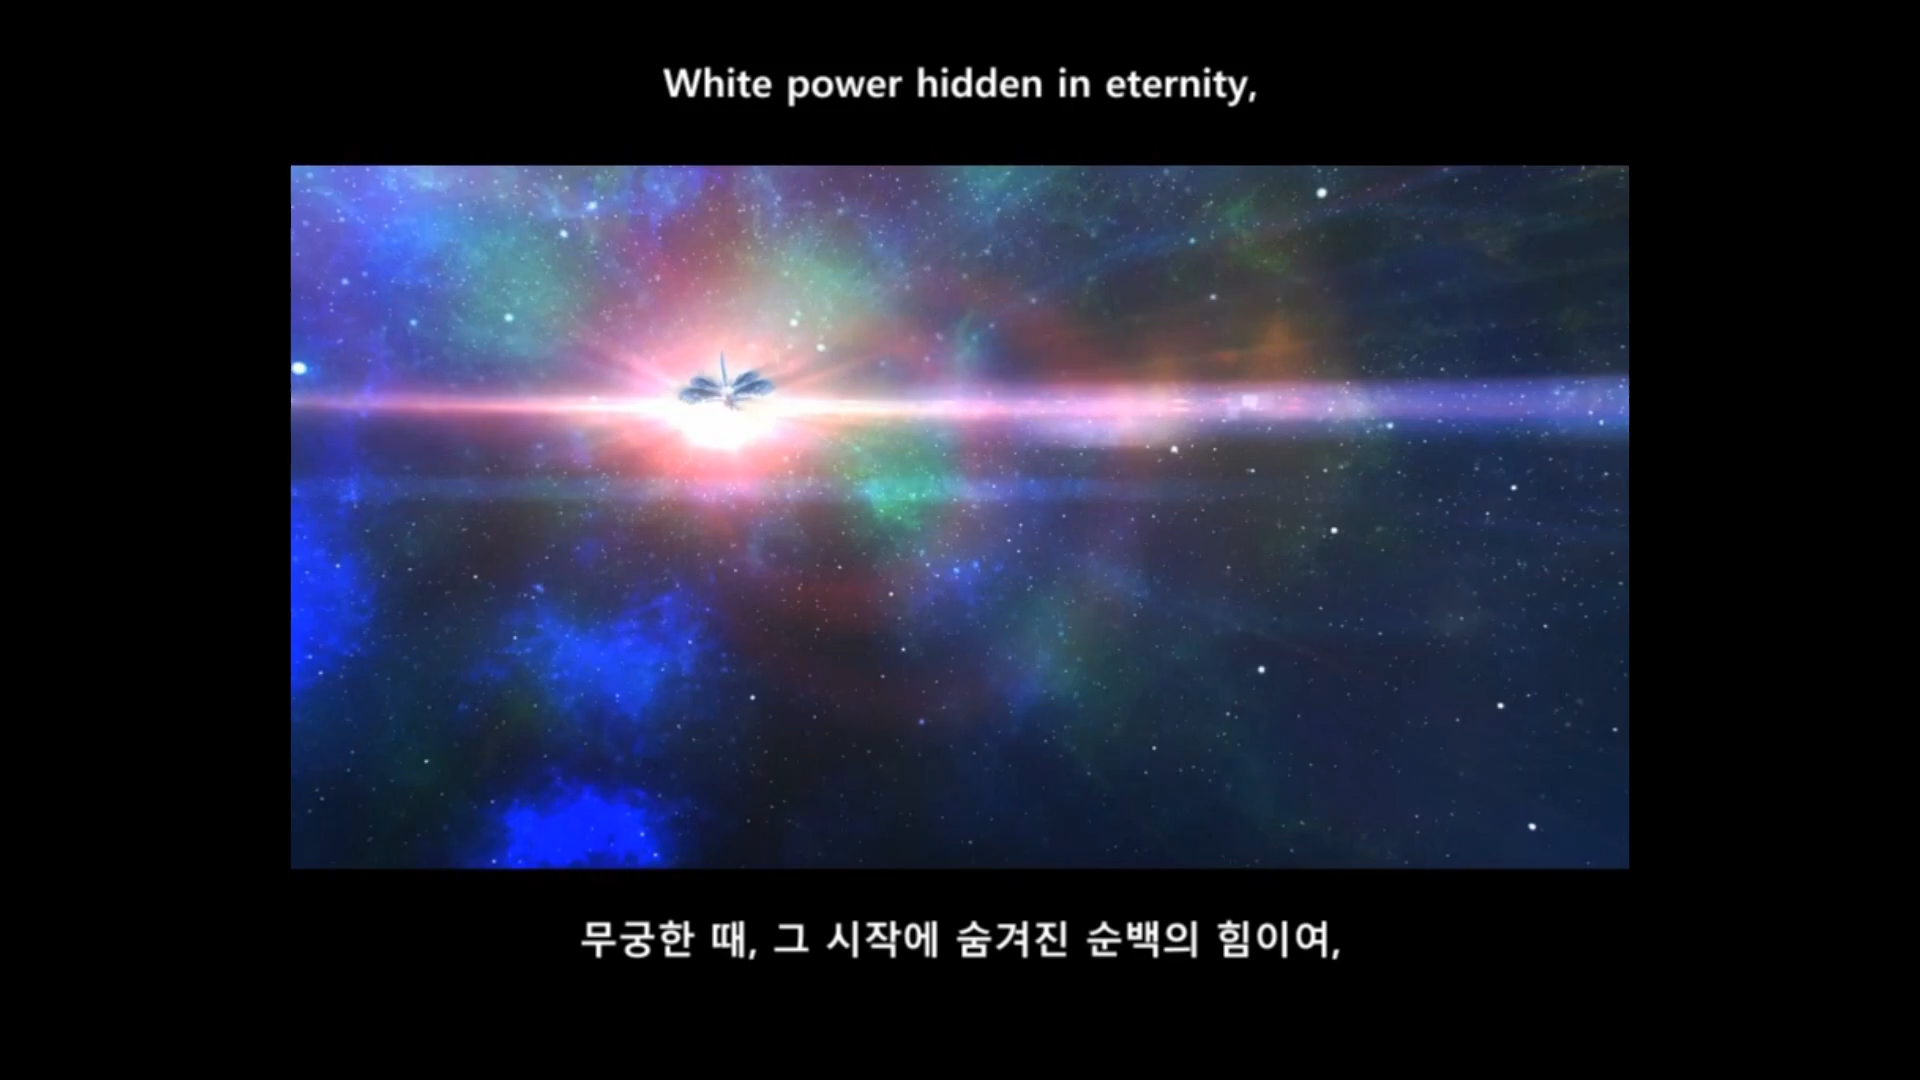 White power hidden in eternity,
무궁한 때, 그 시작에 숨겨진 순백의 힘이여,